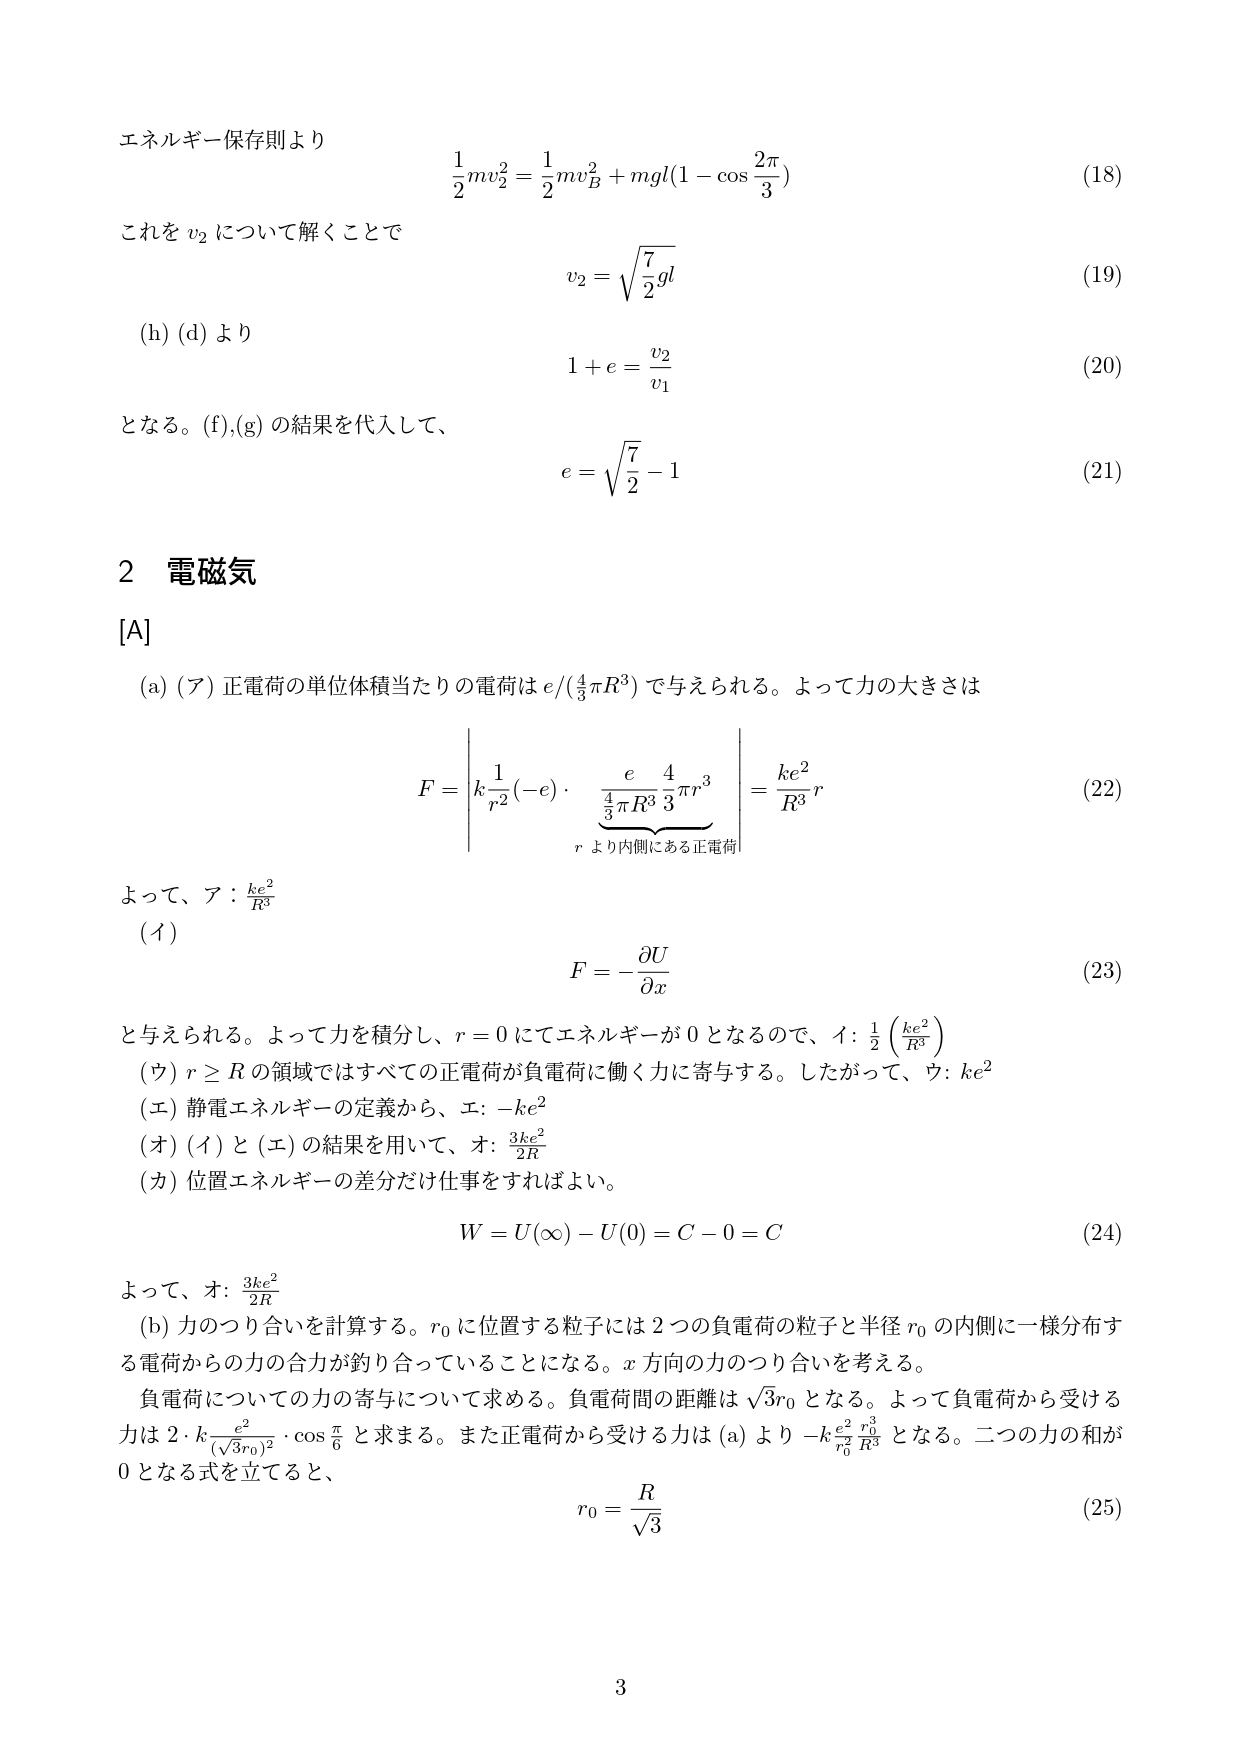 エネルギー保存則より
\frac{1}{2}mv_2^2 = \frac{1}{2}mv_B^2 + mgl(1 − \cos\frac{2π}{3}) (18)
これを v_2 について解くことで
v_2 = \sqrt{\frac{7}{2}gl} (19)
(h) (d) より
1 + e = \frac{v_2}{v_1} (20)
となる。(f),(g) の結果を代入して、
e = \sqrt{\frac{7}{2}} − 1 (21)
2 電磁気
[A]
(a) (ア) 正電荷の単位体積当たりの電荷は e/(\frac{4}{3}πR^3) で与えられる。よって力の大きさは
F = \left| k\frac{1}{r^2}(−e) · \underbrace{\frac{e}{\frac{4}{3}πR^3}\frac{4}{3}πr^3}_{r より内側にある正電荷} \right| = \frac{ke^2}{R^3}r (22)
よって、ア：\frac{ke^2}{R^3}
(イ)
F = −\frac{∂U}{∂x} (23)
と与えられる。よって力を積分し、r = 0 にてエネルギーが 0 となるので、イ: \frac{1}{2}\left(\frac{ke^2}{R^3}\right)
(ウ) r ≥ R の領域ではすべての正電荷が負電荷に働く力に寄与する。したがって、ウ: ke^2
(エ) 静電エネルギーの定義から、エ: −ke^2
(オ) (イ) と (エ) の結果を用いて、オ: \frac{3ke^2}{2R}
(カ) 位置エネルギーの差分だけ仕事をすればよい。
W = U(∞) − U(0) = C − 0 = C (24)
よって、オ: \frac{3ke^2}{2R}
(b) 力のつり合いを計算する。r_0 に位置する粒子には 2 つの負電荷の粒子と半径 r_0 の内側に一様分布す
る電荷からの力の合力が釣り合っていることになる。x 方向の力のつり合いを考える。
負電荷についての力の寄与について求める。負電荷間の距離は \sqrt{3}r_0 となる。よって負電荷から受ける
力は 2 · k\frac{e^2}{(\sqrt{3}r_0)^2} · \cos\frac{π}{6} と求まる。また正電荷から受ける力は (a) より −k\frac{e^2}{r_0^2}\frac{r_0^3}{R^3} となる。二つの力の和が
0 となる式を立てると、
r_0 = \frac{R}{\sqrt{3}} (25)
3